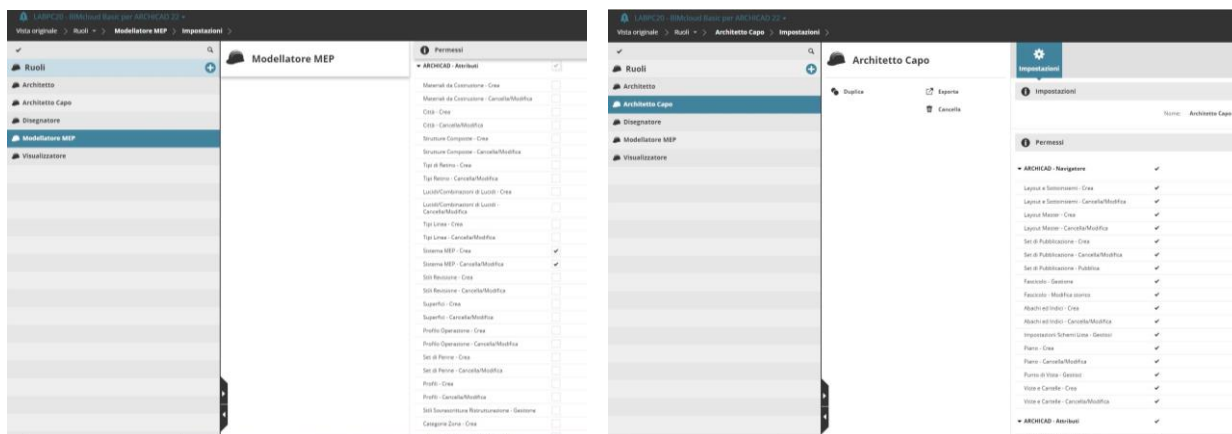 LABPC20 - BIMcloud Basic per ARCHICAD 22
Vista originale > Ruoli > Modellatore MEP > Impostazioni >
Ruoli
Architetto
Architetto Capo
Disegnatore
Modellatore MEP
Visualizzatore
Modellatore MEP
Permessi
ARCHICAD - Attributi
Materiali da Costruzione - Crea
Materiali da Costruzione - Cancella/Modifica
Città - Crea
Città - Cancella/Modifica
Strutture Composte - Crea
Strutture Composte - Cancella/Modifica
Tipi di Retino - Crea
Tipi Retino - Cancella/Modifica
Lucidi/Combinazioni di Lucidi - Crea
Lucidi/Combinazioni di Lucidi -
Cancella/Modifica
Tipi Linea - Crea
Tipi Linea - Cancella/Modifica
Sistema MEP - Crea
Sistema MEP - Cancella/Modifica
Stili Revisione - Crea
Stili Revisione - Cancella/Modifica
Superfici - Crea
Superfici - Cancella/Modifica
Profilo Operazione - Crea
Profilo Operazione - Cancella/Modifica
Set di Penne - Crea
Set di Penne - Cancella/Modifica
Profili - Crea
Profili - Cancella/Modifica
Stili Sovrascrittura Ristrutturazione - Gestione
Categorie Zona - Crea
LABPC20 - BIMcloud Basic per ARCHICAD 22
Vista originale > Ruoli > Architetto Capo > Impostazioni >
Ruoli
Architetto
Architetto Capo
Disegnatore
Modellatore MEP
Visualizzatore
Architetto Capo
Duplica
Esporta
Cancella
Impostazioni
Impostazioni
Nome: Architetto Capo
Permessi
ARCHICAD - Navigatore
Layout e Sottoinsiemi - Crea
Layout e Sottoinsiemi - Cancella/Modifica
Layout Master - Crea
Layout Master - Cancella/Modifica
Set di Pubblicazione - Crea
Set di Pubblicazione - Cancella/Modifica
Set di Pubblicazione - Pubblica
Fascicolo - Gestione
Fascicolo - Modifica storico
Abachi ed Indici - Crea
Abachi ed Indici - Cancella/Modifica
Impostazioni Schemi Lista - Gestisci
Piano - Crea
Piano - Cancella/Modifica
Punto di Vista - Gestisci
Viste e Cartelle - Crea
Viste e Cartelle - Cancella/Modifica
ARCHICAD - Attributi